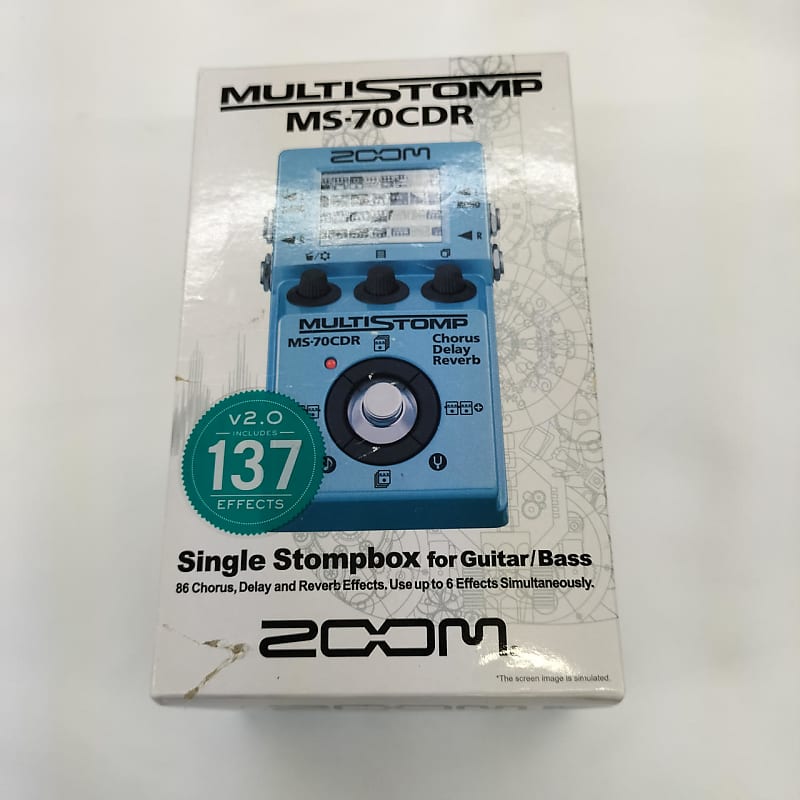 MULTISTOMP
MS-70CDR
ZOOM
R
R
MULTISTOMP
MS-70CDR
Chorus
Delay
Reverb
v2.0
INCLUDES
137
EFFECTS
Single Stompbox for Guitar/Bass
86 Chorus, Delay and Reverb Effects. Use up to 6 Effects Simultaneously.
ZOOM
*The screen image is simulated.